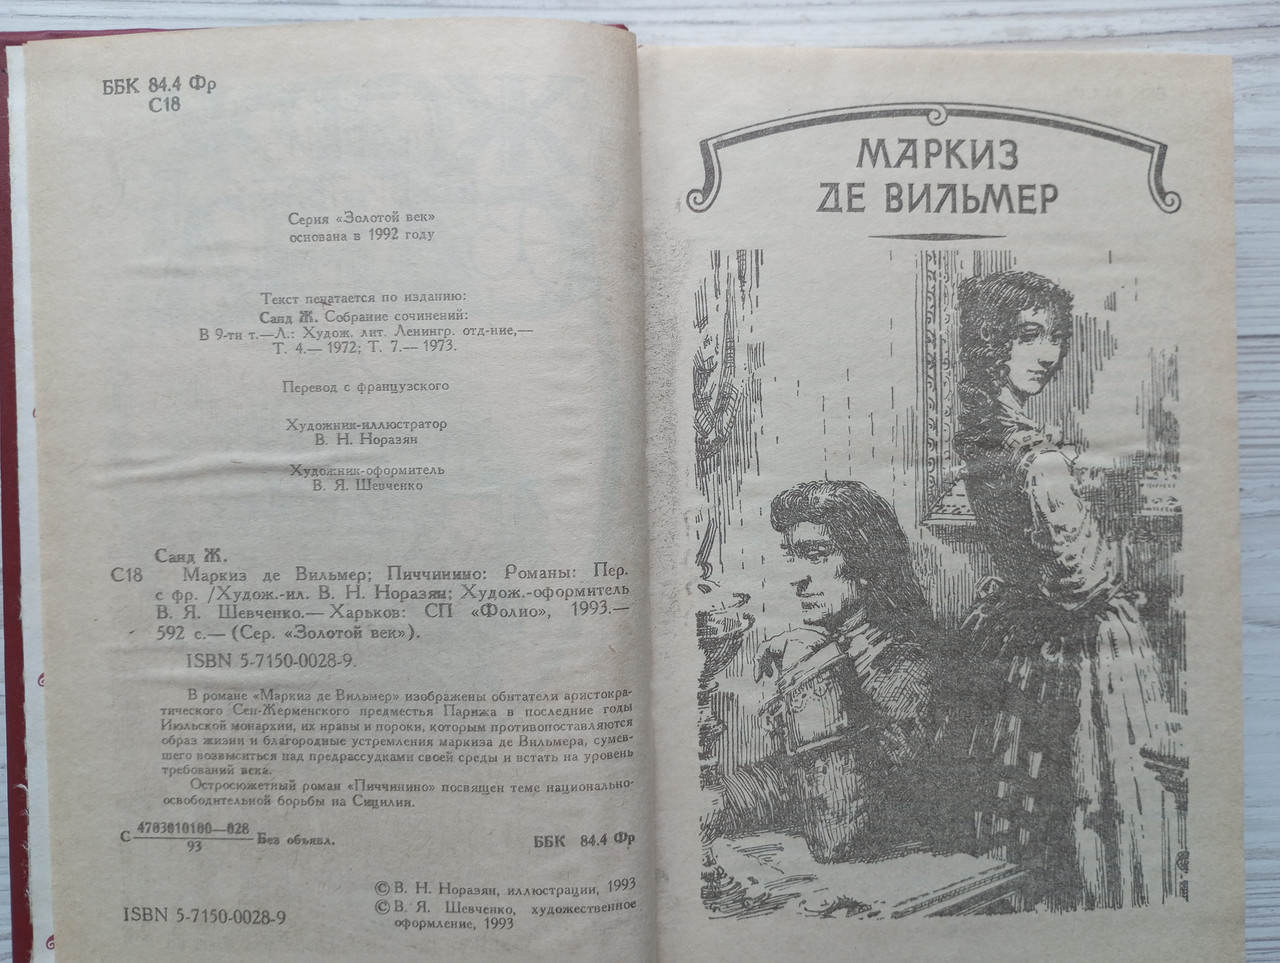 ББК 84.4 Фр
С18
Серия «Золотой век»
основана в 1992 году
Текст печатается по изданию:
Санд Ж. Собрание сочинений:
В 9-ти т.—Л.: Худож. лит. Ленингр. отд-ние,—
Т. 4.— 1972; Т. 7.— 1973.
Перевод с французского
Художник-иллюстратор
В. Н. Норазян
Художник-оформитель
В. Я. Шевченко
Санд Ж.
С18 Маркиз де Вильмер; Пиччинино: Романы: Пер.
с фр. /Худож.-ил. В. Н. Норазян; Худож.-оформитель
В. Я. Шевченко.— Харьков: СП «Фолио», 1993.—
592 с.— (Сер. «Золотой век»).
ISBN 5-7150-0028-9.
В романе «Маркиз де Вильмер» изображены обитатели аристокра-
тического Сен-Жерменского предместья Парижа в последние годы
Июльской монархии, их нравы и пороки, которым противопоставляются
образ жизни и благородные устремления маркиза де Вильмера, сумев-
шего возвыситься над предрассудками своей среды и встать на уровень
требований века.
Остросюжетный роман «Пиччинино» посвящен теме национально-
освободительной борьбы на Сицилии.
С 4703010100—028
93 Без объявл.
ББК 84.4 Фр
© В. Н. Норазян, иллюстрации, 1993
© В. Я. Шевченко, художественное
оформление, 1993
ISBN 5-7150-0028-9
МАРКИЗ
ДЕ ВИЛЬМЕР